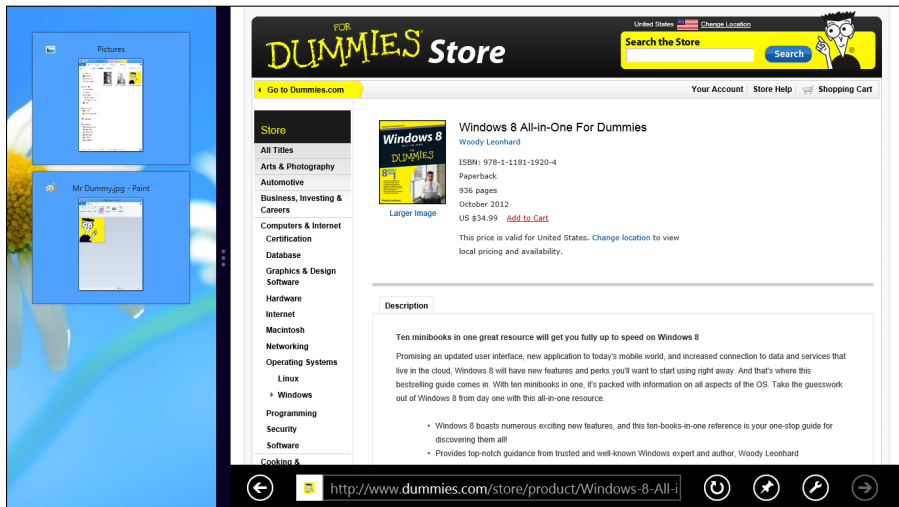 Pictures
Mr Dummy.jpg - Paint
FOR
DUMMIES Store
United States Change Location
Search the Store
Search
Go to Dummies.com
Your Account Store Help Shopping Cart
Store
All Titles
Arts & Photography
Automotive
Business, Investing &
Careers
Computers & Internet
Certification
Database
Graphics & Design
Software
Hardware
Internet
Macintosh
Networking
Operating Systems
Linux
Windows
Programming
Security
Software
Cooking &
Windows 8
ALL-IN-ONE
FOR
DUMMIES
Larger Image
Windows 8 All-in-One For Dummies
Woody Leonhard
ISBN: 978-1-1181-1920-4
Paperback
936 pages
October 2012
US $34.99 Add to Cart
This price is valid for United States. Change location to view
local pricing and availability.
Description
Ten minibooks in one great resource will get you fully up to speed on Windows 8
Promising an updated user interface, new application to today's mobile world, and increased connection to data and services that
live in the cloud, Windows 8 will have new features and perks you'll want to start using right away. And that's where this
bestselling guide comes in. With ten minibooks in one, it's packed with information on all aspects of the OS. Take the guesswork
out of Windows 8 from day one with this all-in-one resource.
• Windows 8 boasts numerous exciting new features, and this ten-books-in-one reference is your one-stop guide for
discovering them all!
• Provides top-notch guidance from trusted and well-known Windows expert and author, Woody Leonhard
http://www.dummies.com/store/product/Windows-8-All-i